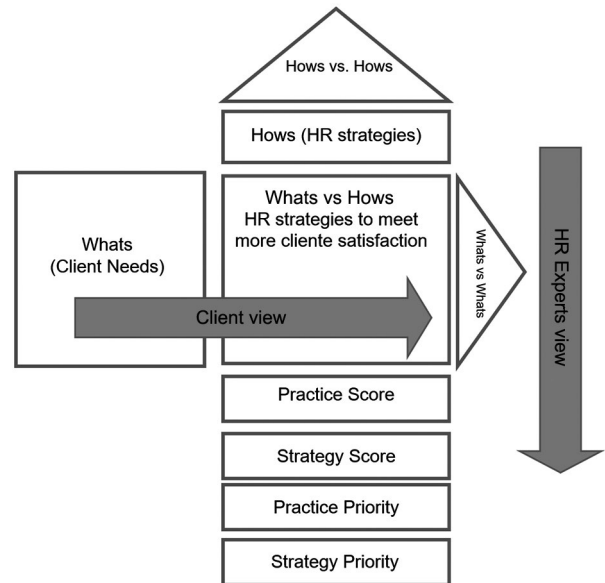 Hows vs. Hows
Hows (HR strategies)
Whats
(Client Needs)
Whats vs Hows
HR strategies to meet
more cliente satisfaction
Whats vs Whats
HR Experts view
Client view
Practice Score
Strategy Score
Practice Priority
Strategy Priority